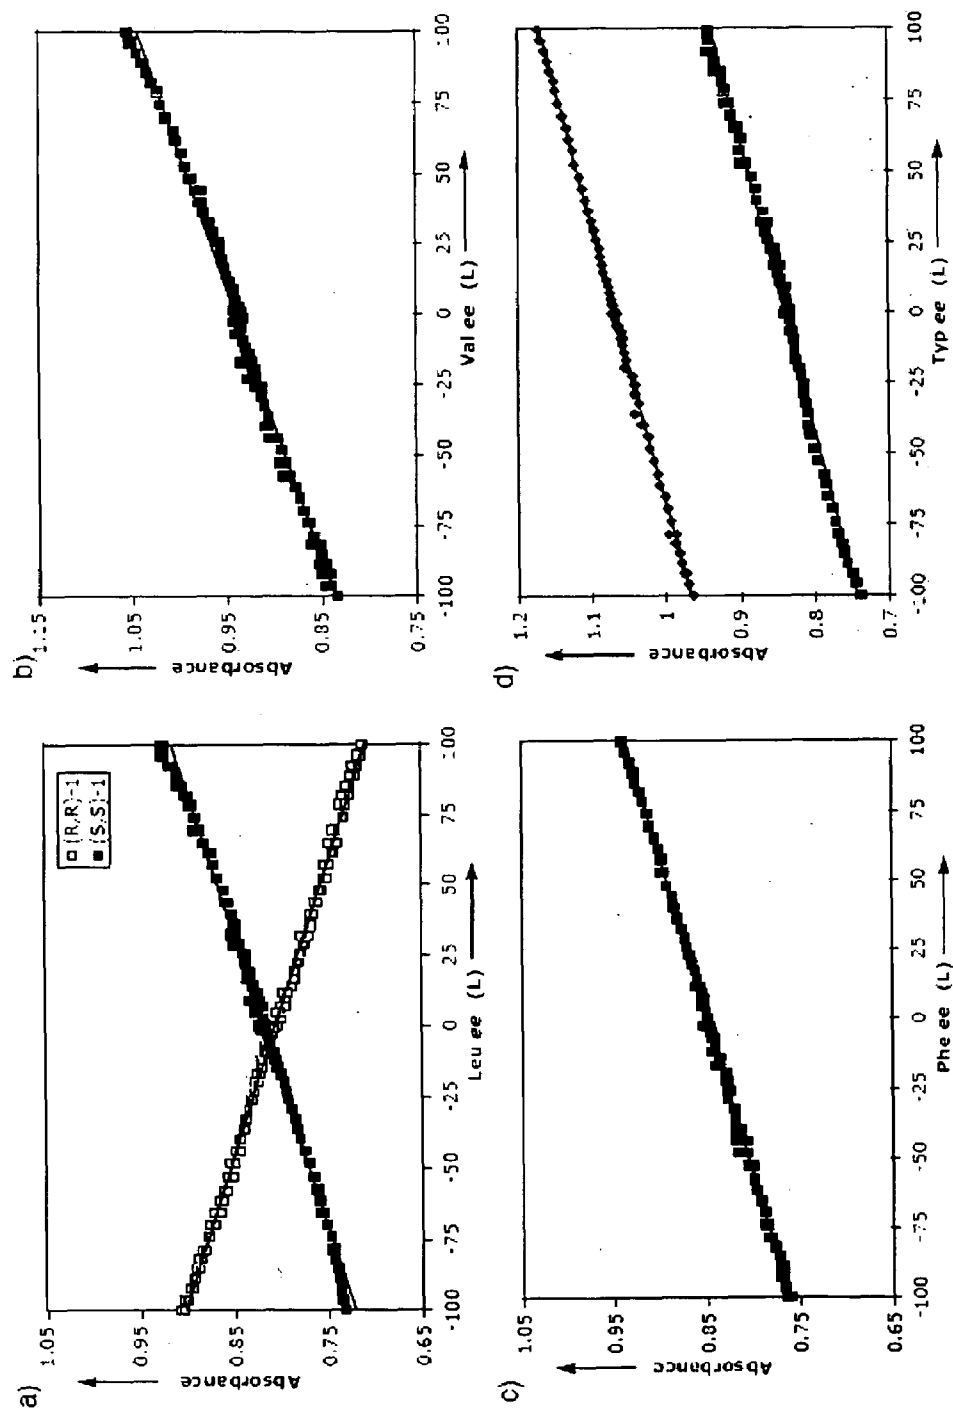 a)
1.05
0.95
0.85
0.75
0.65
Absorbance
-100 -75 -50 -25 0 25 50 75 100
Leu ee (L)
(R,R)-1
(S,S)-1
b)
1.15
1.05
0.95
0.85
0.75
Absorbance
-100 -75 -50 -25 0 25 50 75 100
Val ee (L)
c)
1.05
0.95
0.85
0.75
0.65
Absorbance
-100 -75 -50 -25 0 25 50 75 100
Phe ee (L)
d)
1.2
1.1
1
0.9
0.8
0.7
Absorbance
-100 -75 -50 -25 0 25 50 75 100
Typ ee (L)